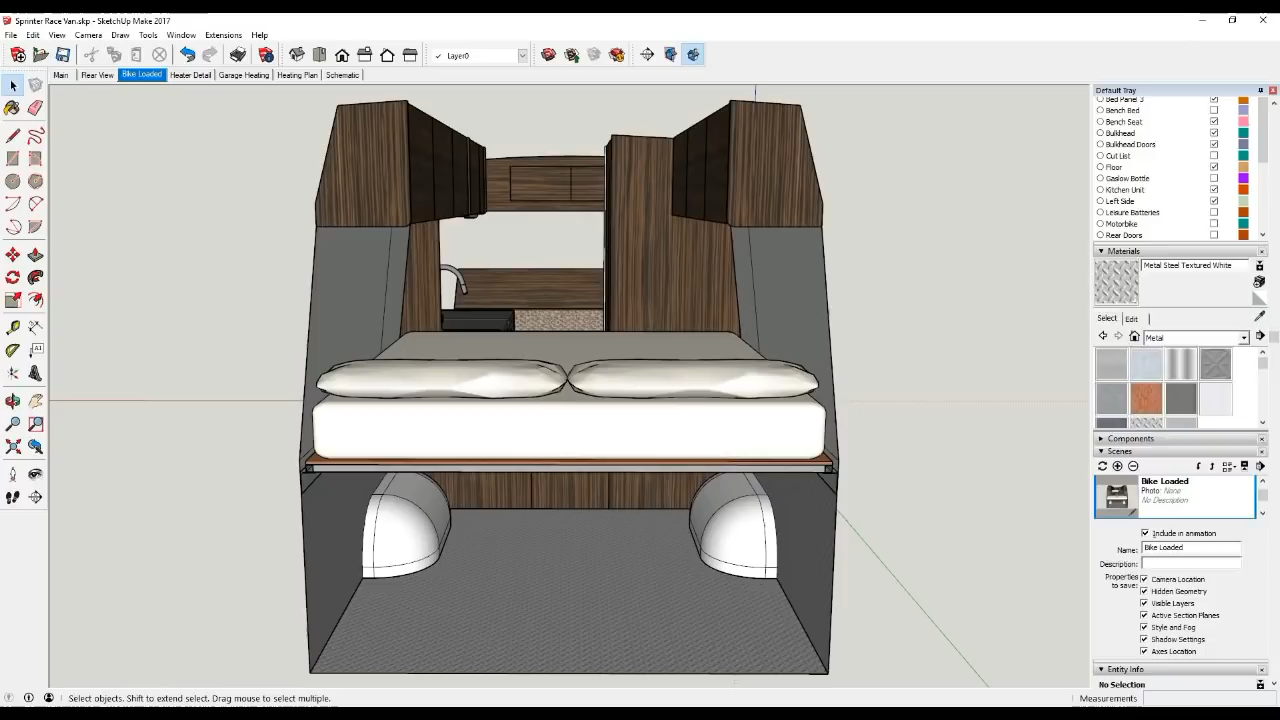 Sprinter Race Van.skp - SketchUp Make 2017
File Edit View Camera Draw Tools Window Extensions Help
Layer0
Main Rear View Bike Loaded Heater Detail Garage Heating Heating Plan Schematic
Default Tray
Bed Panel 3
Bench Bed
Bench Seat
Bulkhead
Bulkhead Doors
Cut List
Floor
Gaslow Bottle
Kitchen Unit
Left Side
Leisure Batteries
Motorbike
Rear Doors
Materials
Metal Steel Textured White
Select Edit
Metal
Components
Scenes
Bike Loaded
Photo: None
No Description
Include in animation
Name: Bike Loaded
Description:
Properties to save:
Camera Location
Hidden Geometry
Visible Layers
Active Section Planes
Style and Fog
Shadow Settings
Axes Location
Entity Info
No Selection
Select objects. Shift to extend select. Drag mouse to select multiple.
Measurements